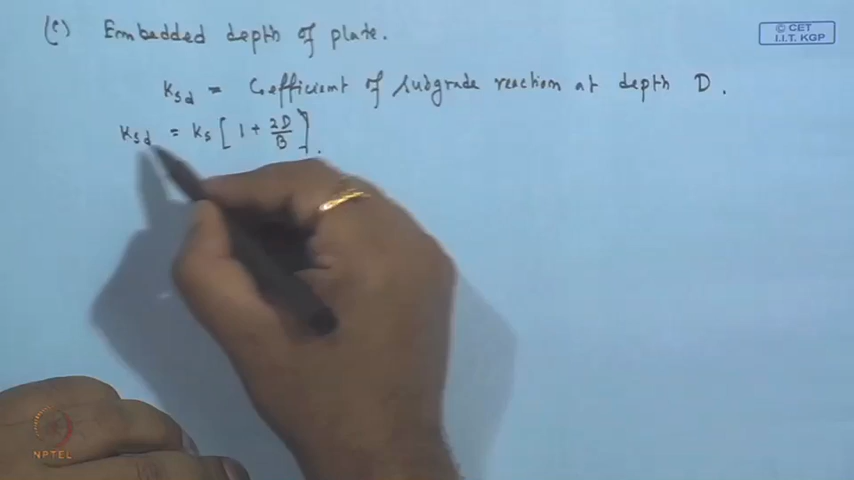 (c) Embedded depth of plate.
© CET
I.I.T. KGP
Ksd = Coefficient of subgrade reaction at depth D.
Ksd = Ks [ 1 + 2D/B ].
NPTEL